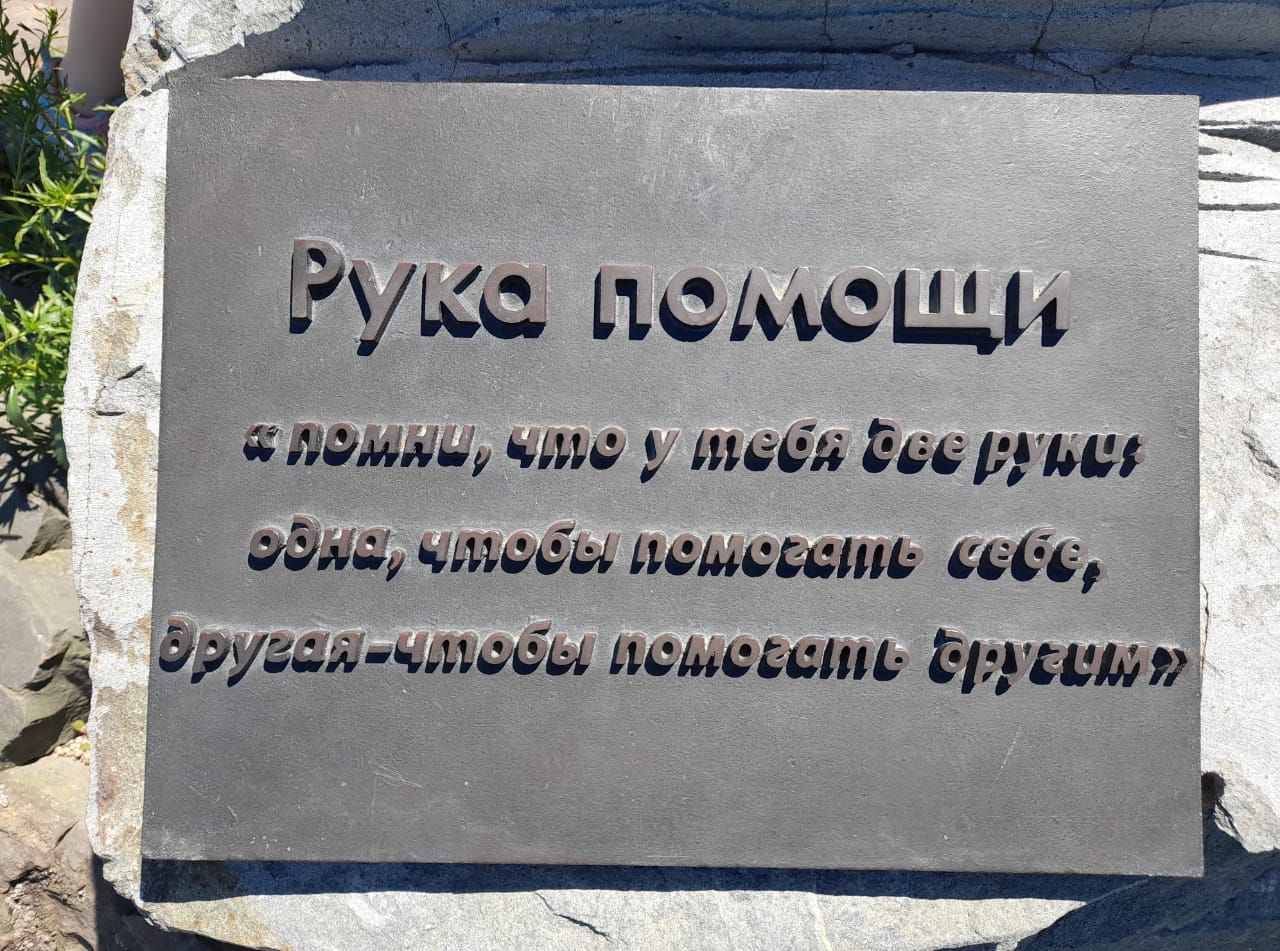 Рука помощи
« помни, что у тебя две руки:
одна, чтобы помогать себе,
другая-чтобы помогать другим»